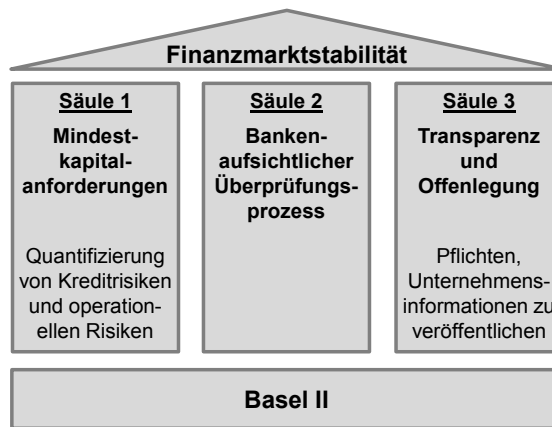 Finanzmarktstabilität
Säule 1
Mindest-
kapital-
anforderungen
Quantifizierung
von Kreditrisiken
und operation-
ellen Risiken
Säule 2
Banken-
aufsichtlicher
Überprüfungs-
prozess
Säule 3
Transparenz
und
Offenlegung
Pflichten,
Unternehmens-
informationen zu
veröffentlichen
Basel II